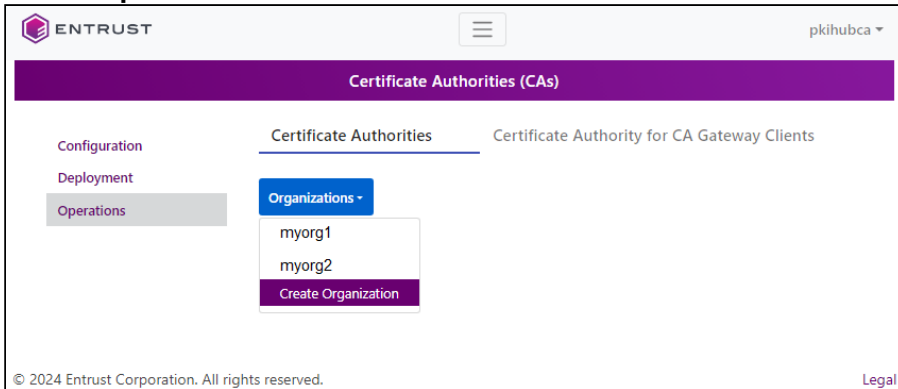 ENTRUST
pkihubca
Certificate Authorities (CAs)
Configuration
Deployment
Operations
Certificate Authorities
Certificate Authority for CA Gateway Clients
Organizations
myorg1
myorg2
Create Organization
© 2024 Entrust Corporation. All rights reserved.
Legal